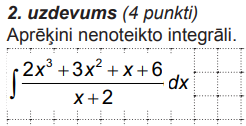 2. uzdevums (4 punkti)
Aprēķini nenoteikto integrāli.
∫ (2x³ + 3x² + x + 6)/(x + 2) dx